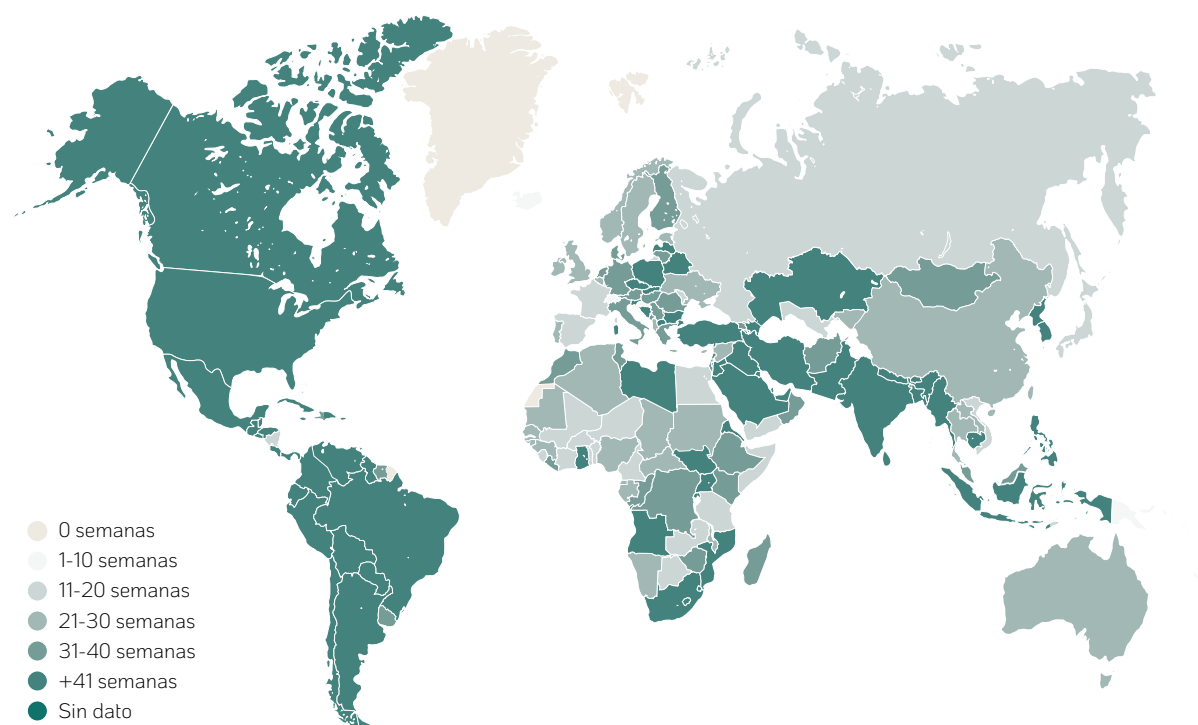 0 semanas
1-10 semanas
11-20 semanas
21-30 semanas
31-40 semanas
+41 semanas
Sin dato